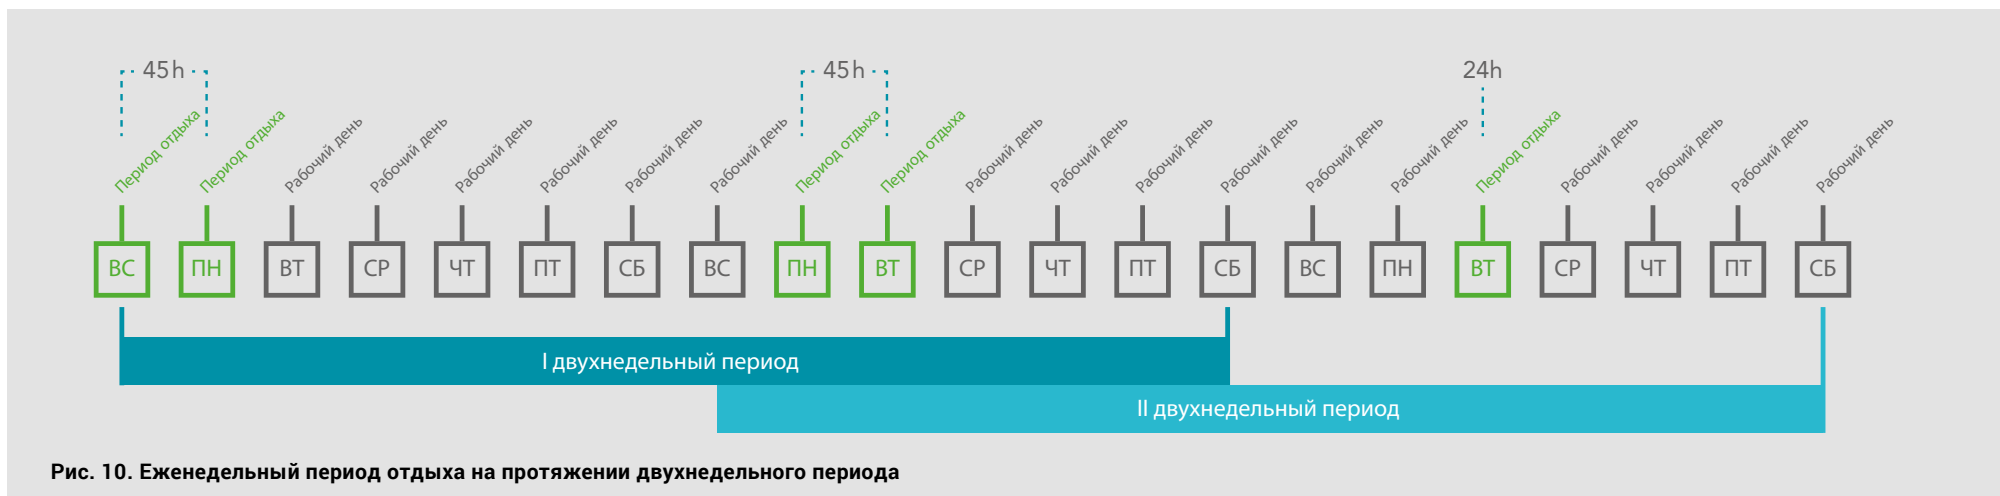 45h 45h 24h
Период отдыха Период отдыха Рабочий день Рабочий день Рабочий день Рабочий день Рабочий день Рабочий день Период отдыха Период отдыха Рабочий день Рабочий день Рабочий день Рабочий день Рабочий день Рабочий день Период отдыха Рабочий день Рабочий день Рабочий день Рабочий день
ВС ПН ВТ СР ЧТ ПТ СБ ВС ПН ВТ СР ЧТ ПТ СБ ВС ПН ВТ СР ЧТ ПТ СБ
I двухнедельный период
II двухнедельный период
Рис. 10. Еженедельный период отдыха на протяжении двухнедельного периода